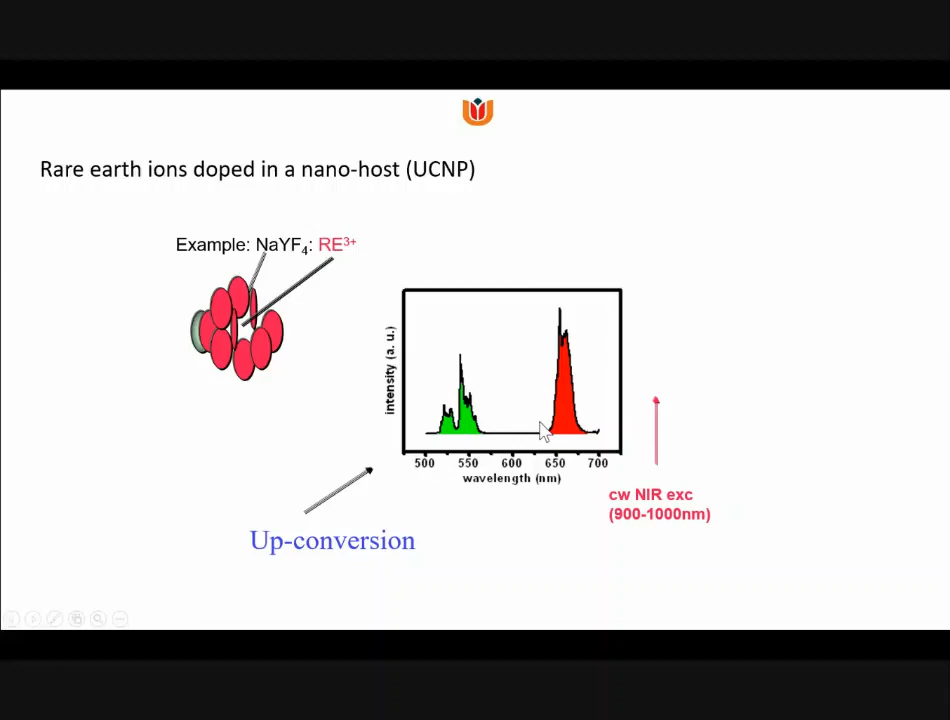 Rare earth ions doped in a nano-host (UCNP)
Example: NaYF4: RE3+
intensity (a. u.)
500 550 600 650 700
wavelength (nm)
cw NIR exc
(900-1000nm)
Up-conversion